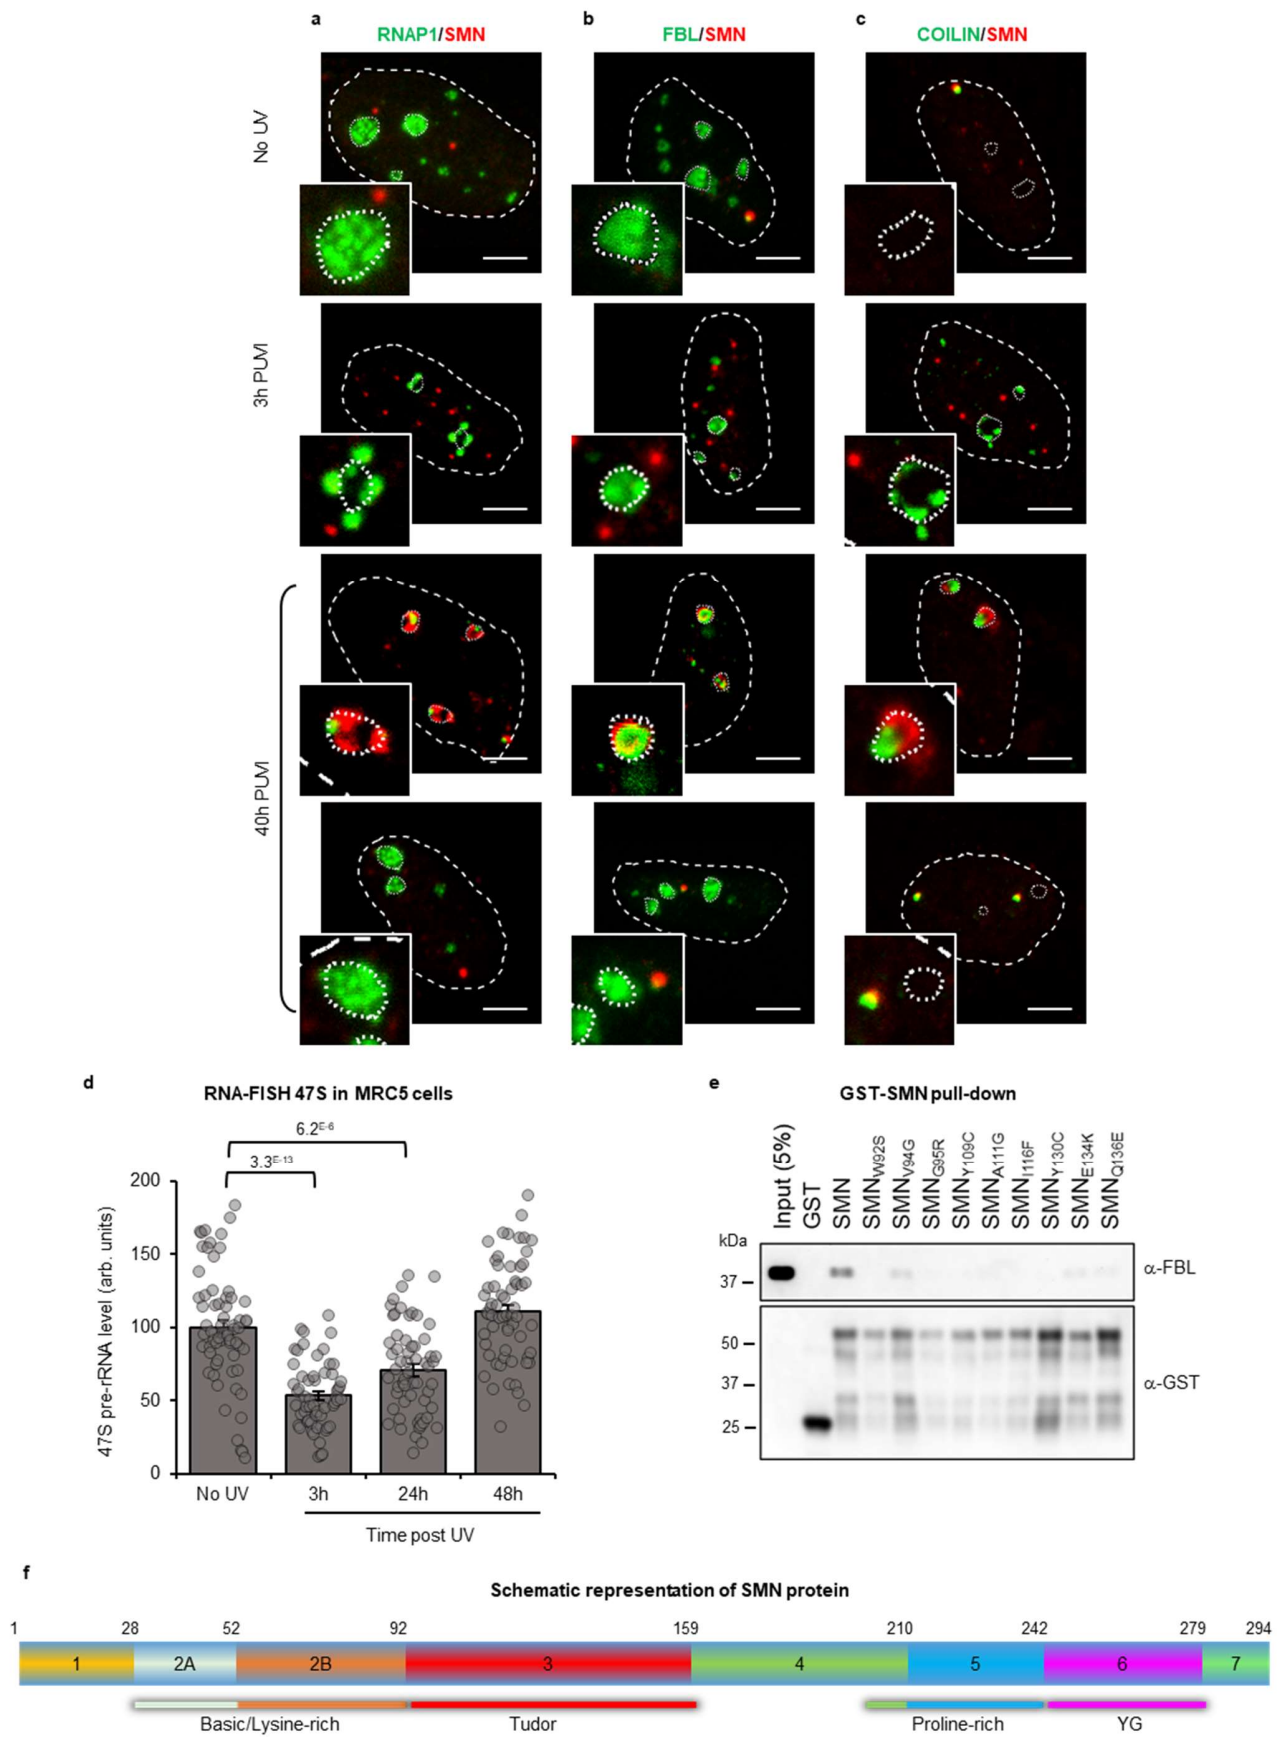 a
b
c
RNAP1/SMN
FBL/SMN
COILIN/SMN
No UV
3h PUVI
40h PUVI
d
RNA-FISH 47S in MRC5 cells
6.2E-6
3.3E-13
47S pre-rRNA level (arb. units)
200
150
100
50
0
No UV
3h
24h
48h
Time post UV
e
GST-SMN pull-down
Input (5%)
GST
SMN
SMNW92S
SMNV94G
SMNG95R
SMNY109C
SMNA111G
SMNI116F
SMNY130C
SMNE134K
SMNQ136E
kDa
37
α-FBL
50
37
25
α-GST
f
Schematic representation of SMN protein
1 28 52 92 159 210 242 279 294
1 2A 2B 3 4 5 6 7
Basic/Lysine-rich Tudor Proline-rich YG